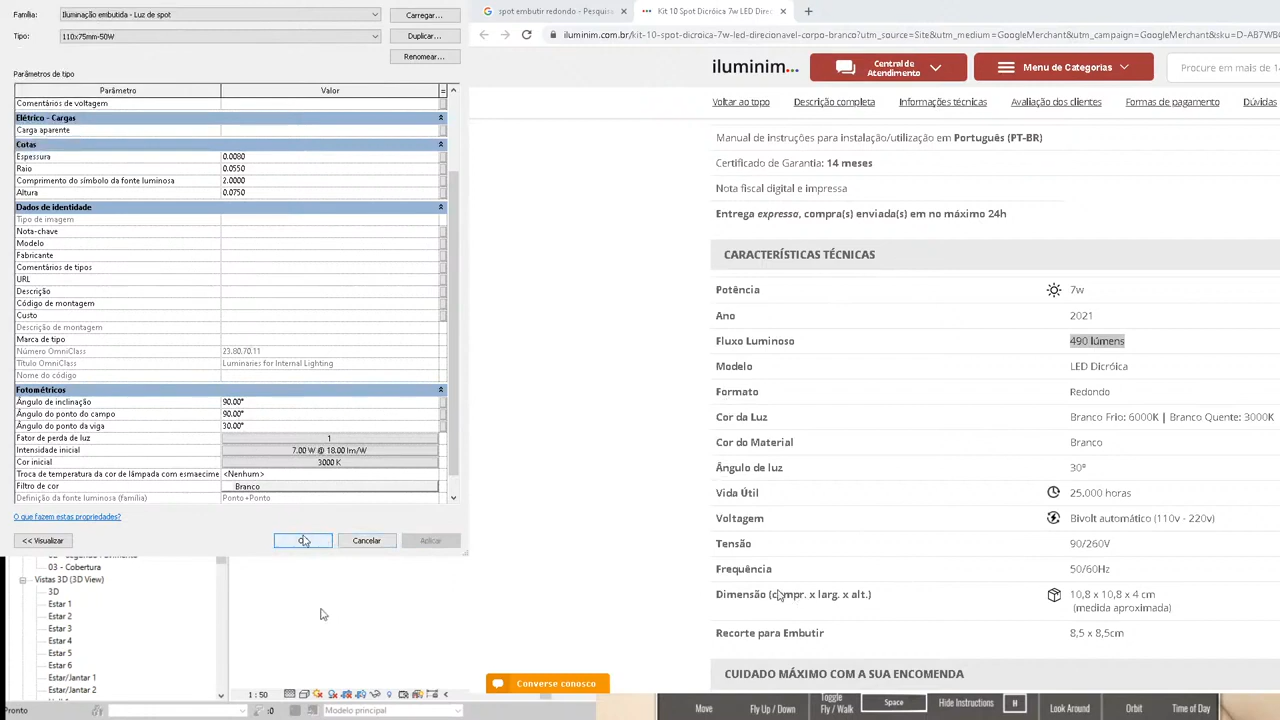 Família:
Iluminação embutida - Luz de spot
Carregar...
Tipo:
110x75mm-50W
Duplicar...
Renomear...
Parâmetros de tipo
Parâmetro
Valor
=
Comentários de voltagem
Elétrico - Cargas
Carga aparente
Cotas
Espessura
0.0080
Raio
0.0550
Comprimento do símbolo da fonte luminosa
2.0000
Altura
0.0750
Dados de identidade
Tipo de imagem
Nota-chave
Modelo
Fabricante
Comentários de tipos
URL
Descrição
Código de montagem
Custo
Descrição de montagem
Marca de tipo
Número OmniClass
23.80.70.11
Título OmniClass
Luminaries for Internal Lighting
Nome do código
Fotométricos
Ângulo de inclinação
90.00°
Ângulo do ponto do campo
90.00°
Ângulo do ponto da viga
30.00°
Fator de perda de luz
1
Intensidade inicial
7.00 W @ 18.00 lm/W
Cor inicial
3000 K
Troca de temperatura da cor de lâmpada com esmaecime
<Nenhum>
Filtro de cor
Branco
Definição da fonte luminosa (família)
Ponto+Ponto
O que fazem estas propriedades?
<< Visualizar
Cancelar
Aplicar
03 - Cobertura
Vistas 3D (3D View)
3D
Estar 1
Estar 2
Estar 3
Estar 4
Estar 5
Estar 6
Estar/Jantar 1
Estar/Jantar 2
1 : 50
Pronto
:0
Modelo principal
spot embutir redondo - Pesquis
Kit 10 Spot Dicróica 7w LED Dire
iluminim.com.br/kit-10-spot-dicroica-7w-led-direcionavel-corpo-branco?utm_source=Site&utm_medium=GoogleMerchant&utm_campaign=GoogleMerchant&sku=D-AB7WB
iluminim...
Central de
Atendimento
Menu de Categorias
Procure em mais de 1
Voltar ao topo
Descrição completa
Informações técnicas
Avaliação dos clientes
Formas de pagamento
Dúvidas
Manual de instruções para instalação/utilização em Português (PT-BR)
Certificado de Garantia: 14 meses
Nota fiscal digital e impressa
Entrega expressa, compra(s) enviada(s) em no máximo 24h
CARACTERÍSTICAS TÉCNICAS
Potência
7w
Ano
2021
Fluxo Luminoso
490 lúmens
Modelo
LED Dicróica
Formato
Redondo
Cor da Luz
Branco Frio: 6000K | Branco Quente: 3000K
Cor do Material
Branco
Ângulo de luz
30º
Vida Útil
25.000 horas
Voltagem
Bivolt automático (110v - 220v)
Tensão
90/260V
Frequência
50/60Hz
Dimensão (compr. x larg. x alt.)
10,8 x 10,8 x 4 cm
(medida aproximada)
Recorte para Embutir
8,5 x 8,5cm
CUIDADO MÁXIMO COM A SUA ENCOMENDA
Converse conosco
Move
Fly Up / Down
Toggle
Fly / Walk
Space
Hide Instructions
H
Look Around
Orbit
Time of Day